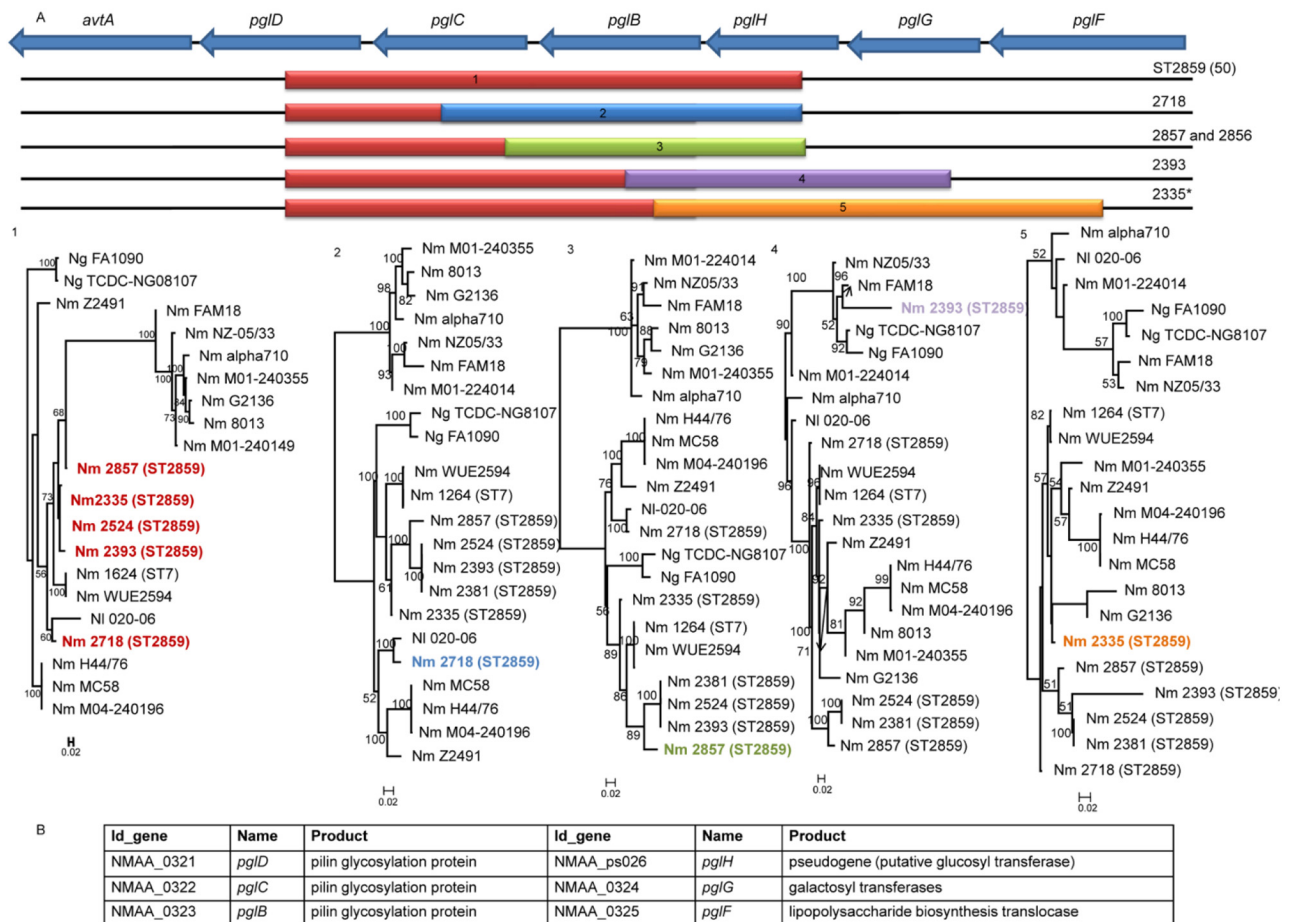 A
avtA pglD pglC pglB pglH pglG pglF
1 ST2859 (50)
2 2718
3 2857 and 2856
4 2393
5 2335*
1
100 Ng FA1090
Ng TCDC-NG08107
Nm Z2491
Nm FAM18
100
Nm NZ-05/33
Nm alpha710
100
100
Nm M01-240355
Nm G2136
84
Nm 8013
73
90
Nm M01-240149
68
Nm 2857 (ST2859)
Nm2335 (ST2859)
73
Nm 2524 (ST2859)
Nm 2393 (ST2859)
56
Nm 1624 (ST7)
100
Nm WUE2594
Nl 020-06
60
Nm 2718 (ST2859)
Nm H44/76
Nm MC58
100
Nm M04-240196
0.02
2
Nm M01-240355
100
Nm 8013
98
82
Nm G2136
Nm alpha710
100
Nm NZ05/33
100
Nm FAM18
93
Nm M01-224014
100
Ng TCDC-NG8107
Ng FA1090
Nm WUE2594
100
100
Nm 1264 (ST7)
Nm 2857 (ST2859)
100
Nm 2524 (ST2859)
100
Nm 2393 (ST2859)
61
Nm 2381 (ST2859)
Nm 2335 (ST2859)
100
Nl 020-06
Nm 2718 (ST2859)
52
Nm MC58
100
Nm H44/76
100
Nm M04-240196
Nm Z2491
0.02
3
Nm M01-224014
91
Nm NZ05/33
Nm FAM18
63
100
88
Nm 8013
Nm G2136
79
Nm M01-240355
Nm alpha710
Nm H44/76
100
Nm MC58
Nm M04-240196
76
Nm Z2491
Nl-020-06
100
Nm 2718 (ST2859)
100
Ng TCDC-NG8107
Ng FA1090
56
Nm 2335 (ST2859)
100
Nm 1264 (ST7)
89
Nm WUE2594
86
Nm 2381 (ST2859)
100
Nm 2524 (ST2859)
Nm 2393 (ST2859)
89
Nm 2857 (ST2859)
0.02
4
Nm NZ05/33
100
96
Nm FAM18
Nm 2393 (ST2859)
90
52
Ng TCDC-NG8107
92
Ng FA1090
Nm M01-224014
Nm alpha710
Nl 020-06
Nm 2718 (ST2859)
96
Nm WUE2594
96
Nm 1264 (ST7)
84
Nm 2335 (ST2859)
100
Nm Z2491
Nm H44/76
92
99
Nm MC58
92
Nm M04-240196
100
81
Nm 8013
71
Nm M01-240355
Nm G2136
Nm 2524 (ST2859)
100
Nm 2381 (ST2859)
Nm 2857 (ST2859)
0.02
5
Nm alpha710
52
Nl 020-06
Nm M01-224014
Ng FA1090
100
Ng TCDC-NG8107
57
Nm FAM18
53
Nm NZ05/33
82
Nm 1264 (ST7)
Nm WUE2594
57
Nm M01-240355
54
Nm Z2491
57
Nm M04-240196
Nm H44/76
100
Nm MC58
Nm 8013
Nm G2136
Nm 2335 (ST2859)
Nm 2857 (ST2859)
51
Nm 2393 (ST2859)
51
Nm 2524 (ST2859)
100
Nm 2381 (ST2859)
Nm 2718 (ST2859)
0.02
B
Id_gene Name Product Id_gene Name Product
NMAA_0321 pglD pilin glycosylation protein NMAA_ps026 pglH pseudogene (putative glucosyl transferase)
NMAA_0322 pglC pilin glycosylation protein NMAA_0324 pglG galactosyl transferases
NMAA_0323 pglB pilin glycosylation protein NMAA_0325 pglF lipopolysaccharide biosynthesis translocase